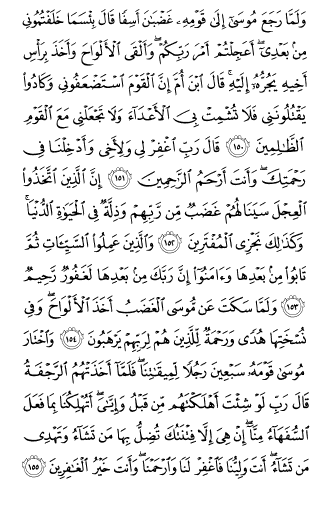 وَلَمَّا رَجَعَ مُوسَىٰٓ إِلَىٰ قَوْمِهِۦ غَضْبَٰنَ أَسِفًا قَالَ بِئْسَمَا خَلَفْتُمُونِى
مِنۢ بَعْدِىٓ ۖ أَعَجِلْتُمْ أَمْرَ رَبِّكُمْ ۖ وَأَلْقَى ٱلْأَلْوَاحَ وَأَخَذَ بِرَأْسِ
أَخِيهِ يَجُرُّهُۥٓ إِلَيْهِ ۚ قَالَ ٱبْنَ أُمَّ إِنَّ ٱلْقَوْمَ ٱسْتَضْعَفُونِى وَكَادُوا۟
يَقْتُلُونَنِى فَلَا تُشْمِتْ بِىَ ٱلْأَعْدَآءَ وَلَا تَجْعَلْنِى مَعَ ٱلْقَوْمِ
ٱلظَّٰلِمِينَ ١٥٠ قَالَ رَبِّ ٱغْفِرْ لِى وَلِأَخِى وَأَدْخِلْنَا فِى
رَحْمَتِكَ ۖ وَأَنتَ أَرْحَمُ ٱلرَّٰحِمِينَ ١٥١ إِنَّ ٱلَّذِينَ ٱتَّخَذُوا۟
ٱلْعِجْلَ سَيَنَالُهُمْ غَضَبٌ مِّن رَّبِّهِمْ وَذِلَّةٌ فِى ٱلْحَيَوٰةِ ٱلدُّنْيَا ۚ
وَكَذَٰلِكَ نَجْزِى ٱلْمُفْتَرِينَ ١٥٢ وَٱلَّذِينَ عَمِلُوا۟ ٱلسَّيِّـَٔاتِ ثُمَّ
تَابُوا۟ مِنۢ بَعْدِهَا وَءَامَنُوٓا۟ إِنَّ رَبَّكَ مِنۢ بَعْدِهَا لَغَفُورٌ رَّحِيمٌ
١٥٣ وَلَمَّا سَكَتَ عَن مُّوسَى ٱلْغَضَبُ أَخَذَ ٱلْأَلْوَاحَ ۖ وَفِى
نُسْخَتِهَا هُدًى وَرَحْمَةٌ لِّلَّذِينَ هُمْ لِرَبِّهِمْ يَرْهَبُونَ ١٥٤ وَٱخْتَارَ
مُوسَىٰ قَوْمَهُۥ سَبْعِينَ رَجُلًا لِّمِيقَٰتِنَا ۖ فَلَمَّآ أَخَذَتْهُمُ ٱلرَّجْفَةُ
قَالَ رَبِّ لَوْ شِئْتَ أَهْلَكْتَهُم مِّن قَبْلُ وَإِيَّٰىَ ۖ أَتُهْلِكُنَا بِمَا فَعَلَ
ٱلسُّفَهَآءُ مِنَّآ ۖ إِنْ هِىَ إِلَّا فِتْنَتُكَ تُضِلُّ بِهَا مَن تَشَآءُ وَتَهْدِى
مَن تَشَآءُ ۖ أَنتَ وَلِيُّنَا فَٱغْفِرْ لَنَا وَٱرْحَمْنَا ۖ وَأَنتَ خَيْرُ ٱلْغَٰفِرِينَ ١٥٥